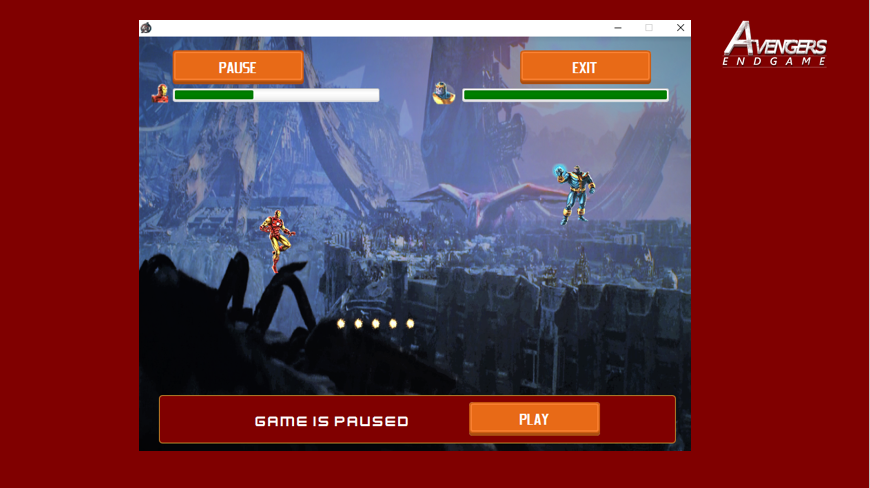 AVENGERS
ENDGAME
PAUSE
EXIT
GAME IS PAUSED
PLAY